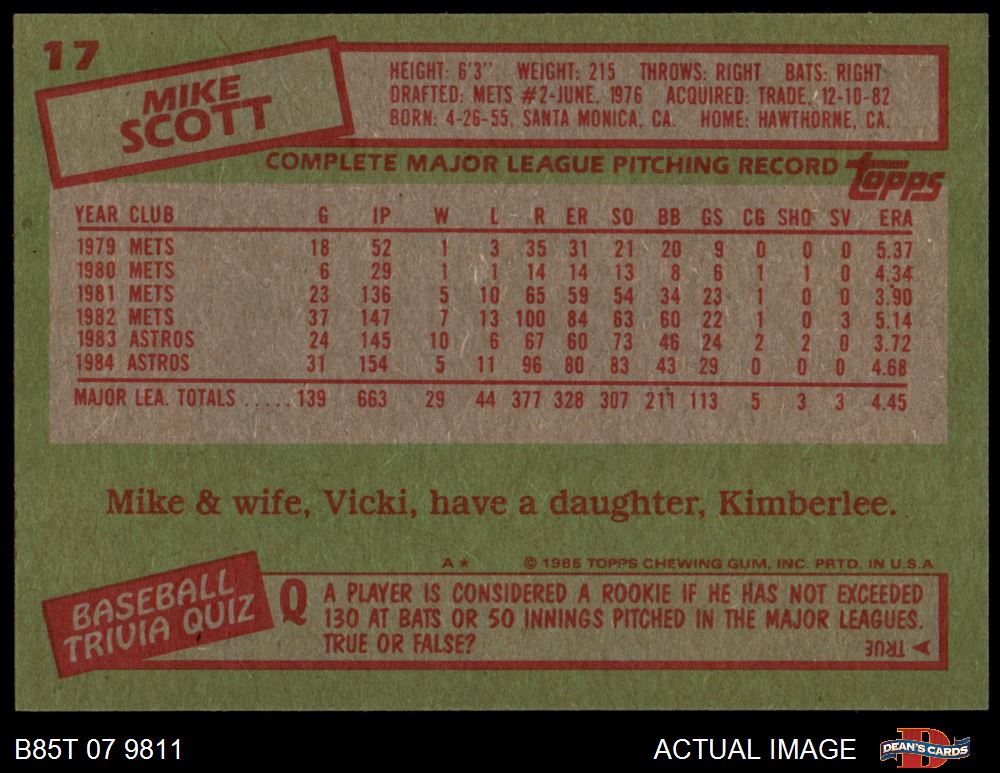 17
MIKE
SCOTT
HEIGHT: 6'3" WEIGHT: 215 THROWS: RIGHT BATS: RIGHT
DRAFTED: METS #2-JUNE, 1976 ACQUIRED: TRADE, 12-10-82
BORN: 4-26-55, SANTA MONICA, CA. HOME: HAWTHORNE, CA.
COMPLETE MAJOR LEAGUE PITCHING RECORD topps
YEAR CLUB G IP W L R ER SO BB GS CG SHO SV ERA
1979 METS 18 52 1 3 35 31 21 20 9 0 0 0 5.37
1980 METS 6 29 1 1 14 14 13 8 6 1 1 0 4.34
1981 METS 23 136 5 10 65 59 54 34 23 1 0 0 3.90
1982 METS 37 147 7 13 100 84 63 60 22 1 0 3 5.14
1983 ASTROS 24 145 10 6 67 60 73 46 24 2 2 0 3.72
1984 ASTROS 31 154 5 11 96 80 83 43 29 0 0 0 4.68
MAJOR LEA. TOTALS ..... 139 663 29 44 377 328 307 211 113 5 3 3 4.45
Mike & wife, Vicki, have a daughter, Kimberlee.
A* © 1985 TOPPS CHEWING GUM, INC. PRTD. IN U.S.A
BASEBALL
TRIVIA QUIZ
Q A PLAYER IS CONSIDERED A ROOKIE IF HE HAS NOT EXCEEDED
130 AT BATS OR 50 INNINGS PITCHED IN THE MAJOR LEAGUES.
TRUE OR FALSE?
TRUE
B85T 07 9811
ACTUAL IMAGE
D DEAN'S CARDS